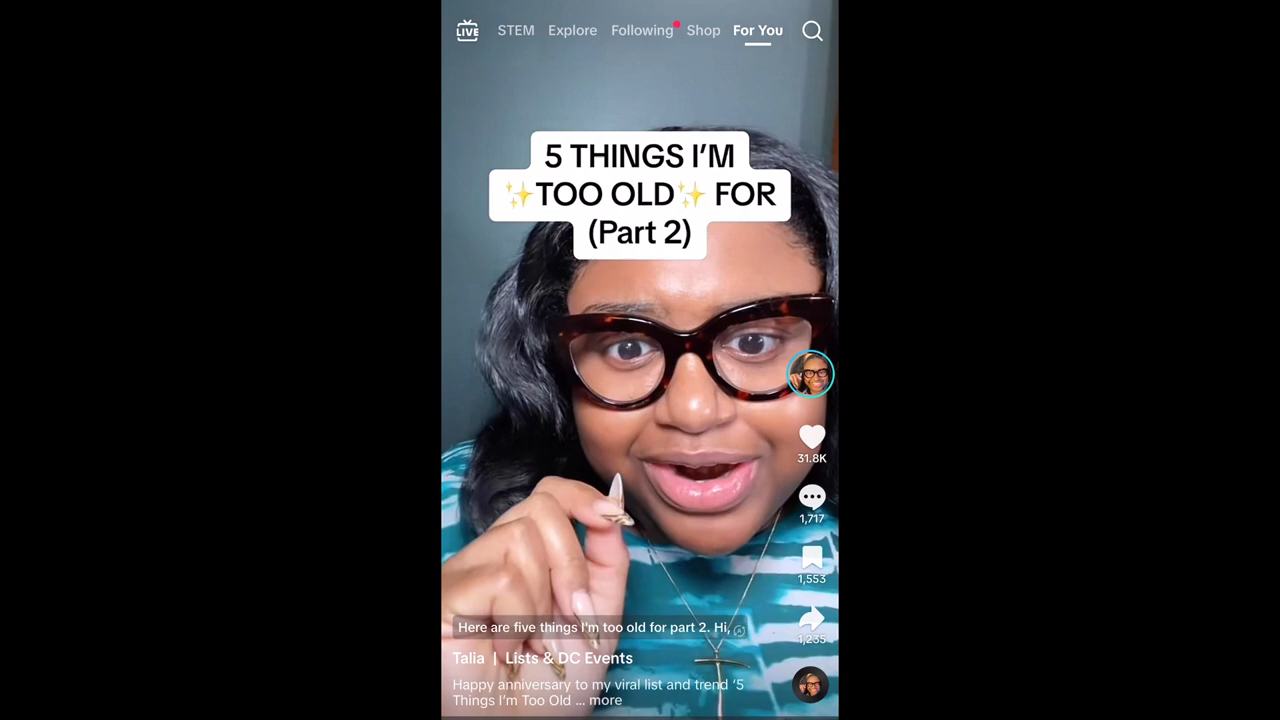 LIVE
STEM Explore Following Shop For You
5 THINGS I’M
✨TOO OLD✨ FOR
(Part 2)
31.8K
1,717
1,553
1,235
Here are five things I'm too old for part 2. Hi,
Talia | Lists & DC Events
Happy anniversary to my viral list and trend ‘5
Things I’m Too Old ... more